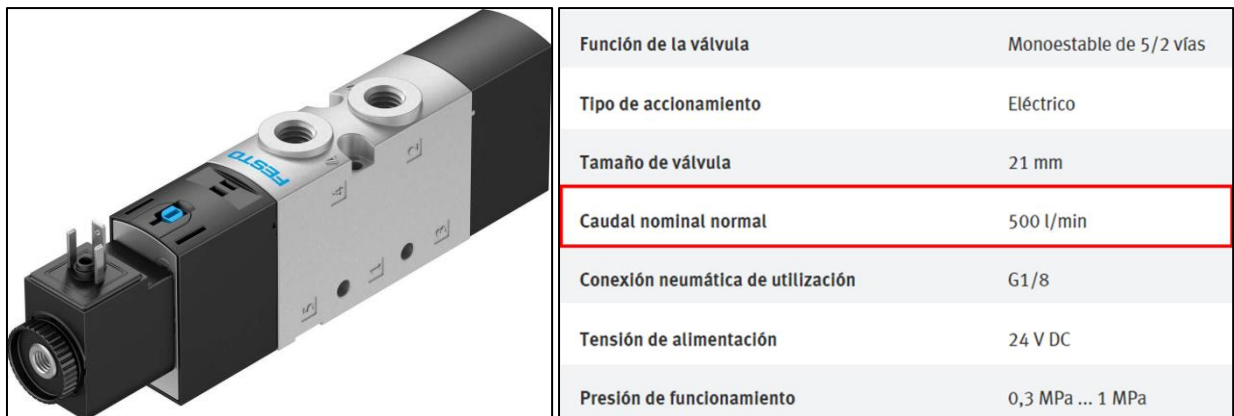 FESTO
4
2
5
1
3
Función de la válvula Monoestable de 5/2 vías
Tipo de accionamiento Eléctrico
Tamaño de válvula 21 mm
Caudal nominal normal 500 l/min
Conexión neumática de utilización G1/8
Tensión de alimentación 24 V DC
Presión de funcionamiento 0,3 MPa ... 1 MPa